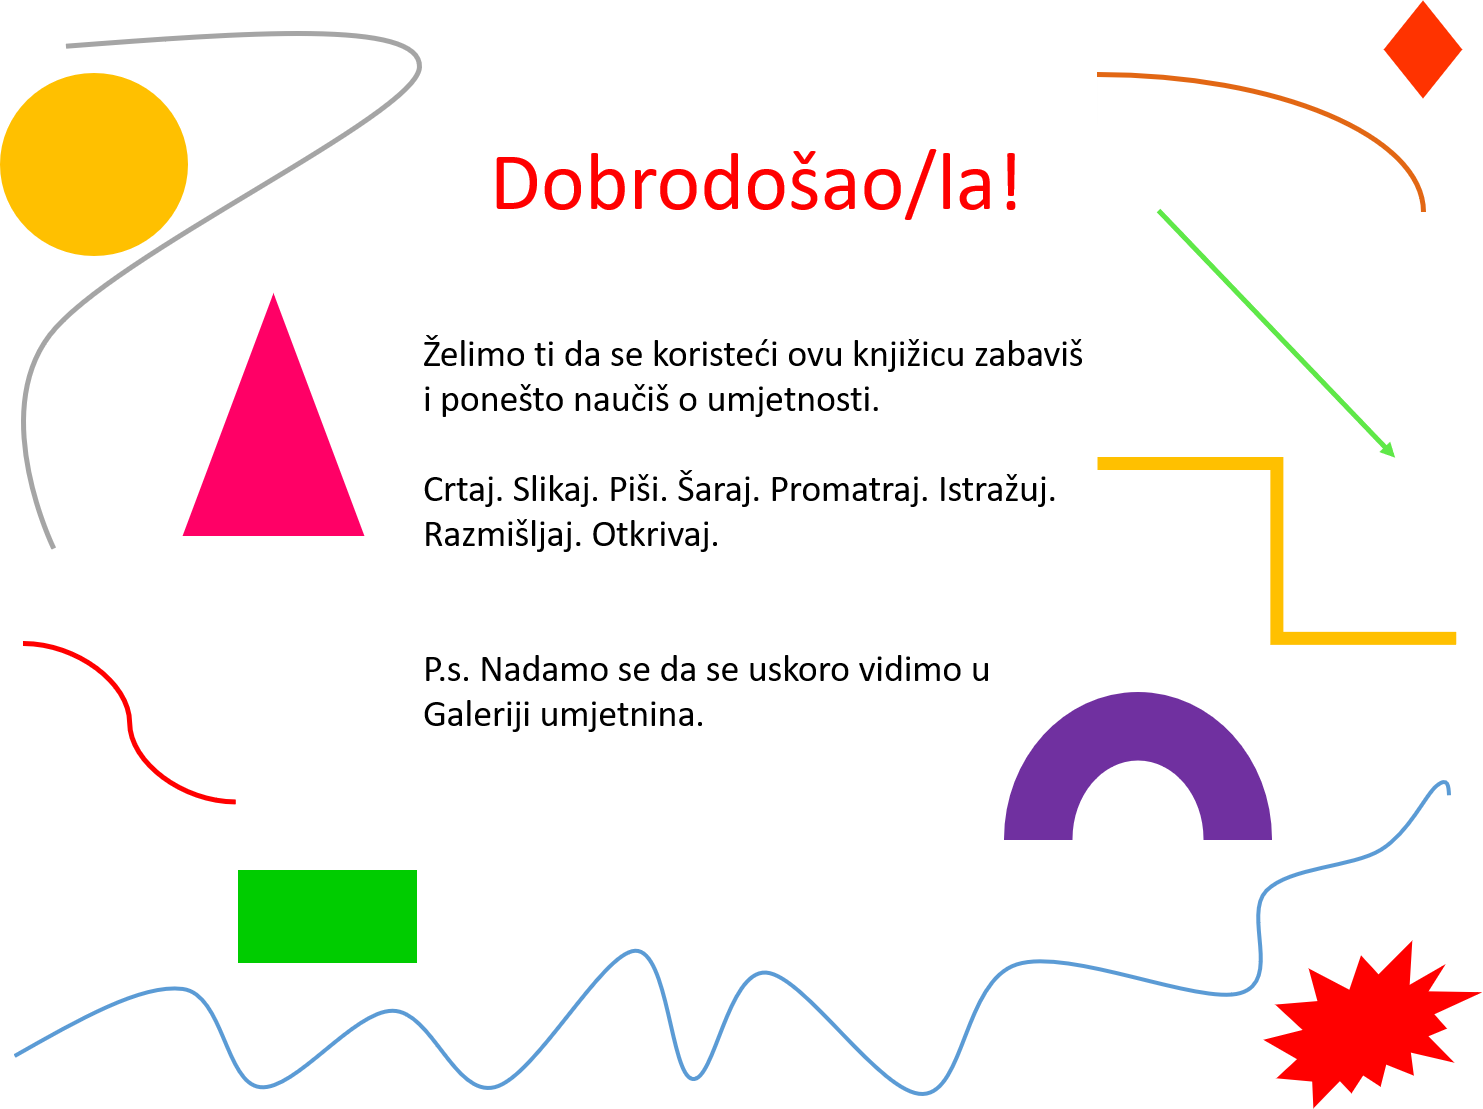 Dobrodošao/la!
Želimo ti da se koristeći ovu knjižicu zabaviš
i ponešto naučiš o umjetnosti.
Crtaj. Slikaj. Piši. Šaraj. Promatraj. Istražuj.
Razmišljaj. Otkrivaj.
P.s. Nadamo se da se uskoro vidimo u
Galeriji umjetnina.